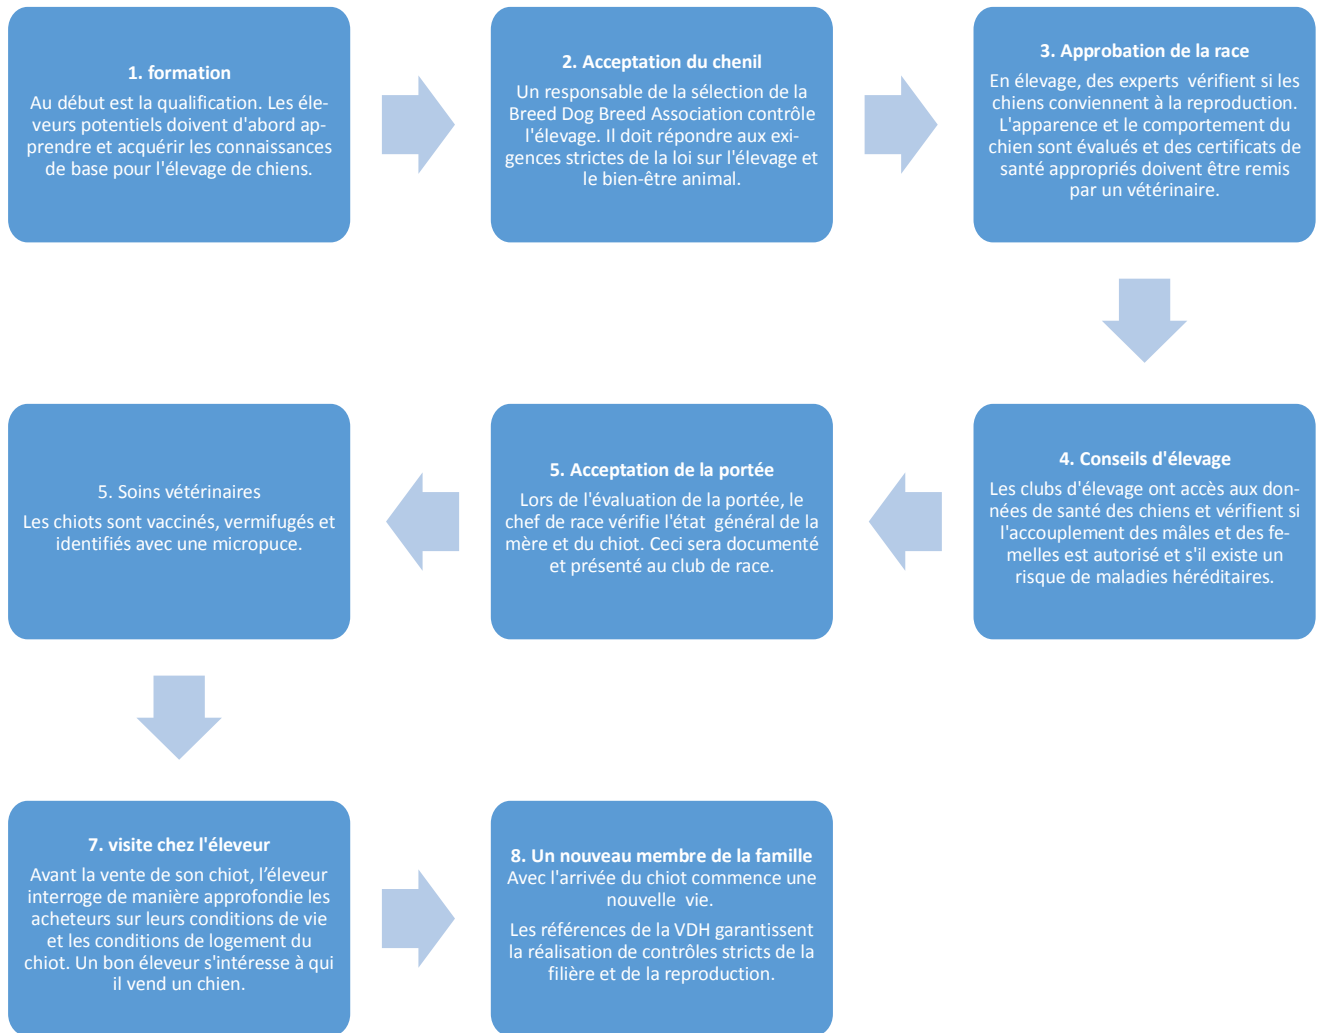 1. formation
Au début est la qualification. Les éle-
veurs potentiels doivent d'abord ap-
prendre et acquérir les connaissances
de base pour l'élevage de chiens.
2. Acceptation du chenil
Un responsable de la sélection de la
Breed Dog Breed Association contrôle
l'élevage. Il doit répondre aux exi-
gences strictes de la loi sur l'élevage et
le bien-être animal.
3. Approbation de la race
En élevage, des experts vérifient si les
chiens conviennent à la reproduction.
L'apparence et le comportement du
chien sont évalués et des certificats de
santé appropriés doivent être remis
par un vétérinaire.
4. Conseils d'élevage
Les clubs d'élevage ont accès aux don-
nées de santé des chiens et vérifient si
l'accouplement des mâles et des fe-
melles est autorisé et s'il existe un
risque de maladies héréditaires.
5. Acceptation de la portée
Lors de l'évaluation de la portée, le
chef de race vérifie l'état général de la
mère et du chiot. Ceci sera documenté
et présenté au club de race.
5. Soins vétérinaires
Les chiots sont vaccinés, vermifugés et
identifiés avec une micropuce.
7. visite chez l'éleveur
Avant la vente de son chiot, l’éleveur
interroge de manière approfondie les
acheteurs sur leurs conditions de vie
et les conditions de logement du
chiot. Un bon éleveur s'intéresse à qui
il vend un chien.
8. Un nouveau membre de la famille
Avec l'arrivée du chiot commence une
nouvelle vie.
Les références de la VDH garantissent
la réalisation de contrôles stricts de la
filière et de la reproduction.